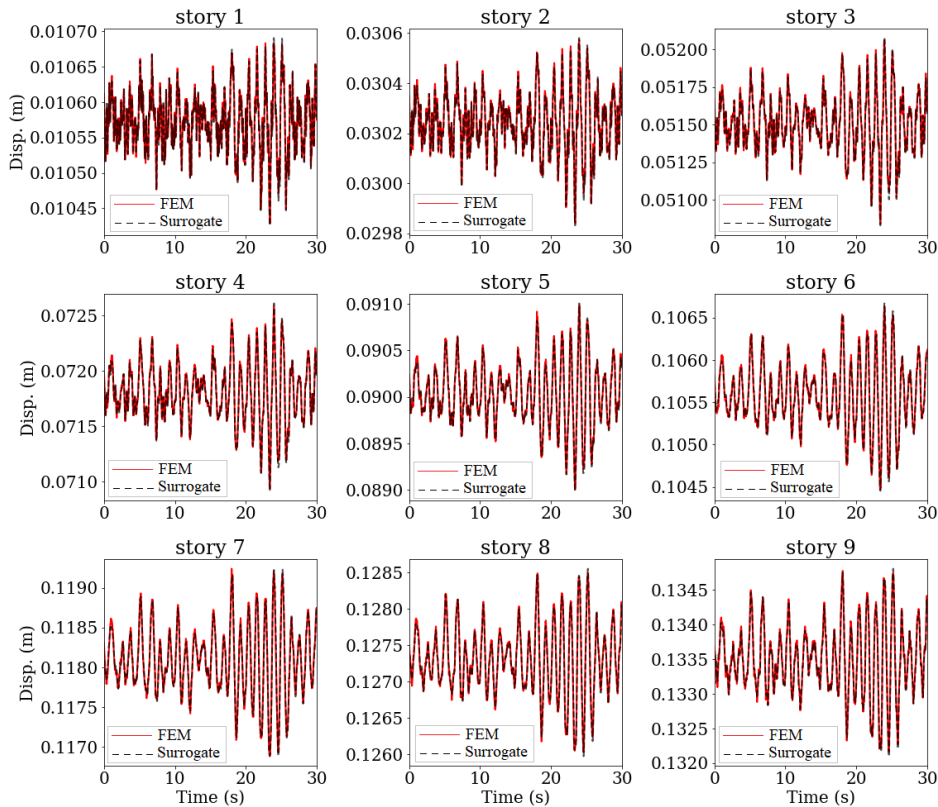 story 1
story 2
story 3
Disp. (m)
0.01070
0.01065
0.01060
0.01055
0.01050
0.01045
FEM
Surrogate
0 10 20 30
0.0306
0.0304
0.0302
0.0300
0.0298
FEM
Surrogate
0 10 20 30
0.05200
0.05175
0.05150
0.05125
0.05100
FEM
Surrogate
0 10 20 30
story 4
story 5
story 6
Disp. (m)
0.0725
0.0720
0.0715
0.0710
FEM
Surrogate
0 10 20 30
0.0910
0.0905
0.0900
0.0895
0.0890
FEM
Surrogate
0 10 20 30
0.1065
0.1060
0.1055
0.1050
0.1045
FEM
Surrogate
0 10 20 30
story 7
story 8
story 9
Disp. (m)
0.1190
0.1185
0.1180
0.1175
0.1170
FEM
Surrogate
0 10 20 30
Time (s)
0.1285
0.1280
0.1275
0.1270
0.1265
0.1260
FEM
Surrogate
0 10 20 30
Time (s)
0.1345
0.1340
0.1335
0.1330
0.1325
0.1320
FEM
Surrogate
0 10 20 30
Time (s)